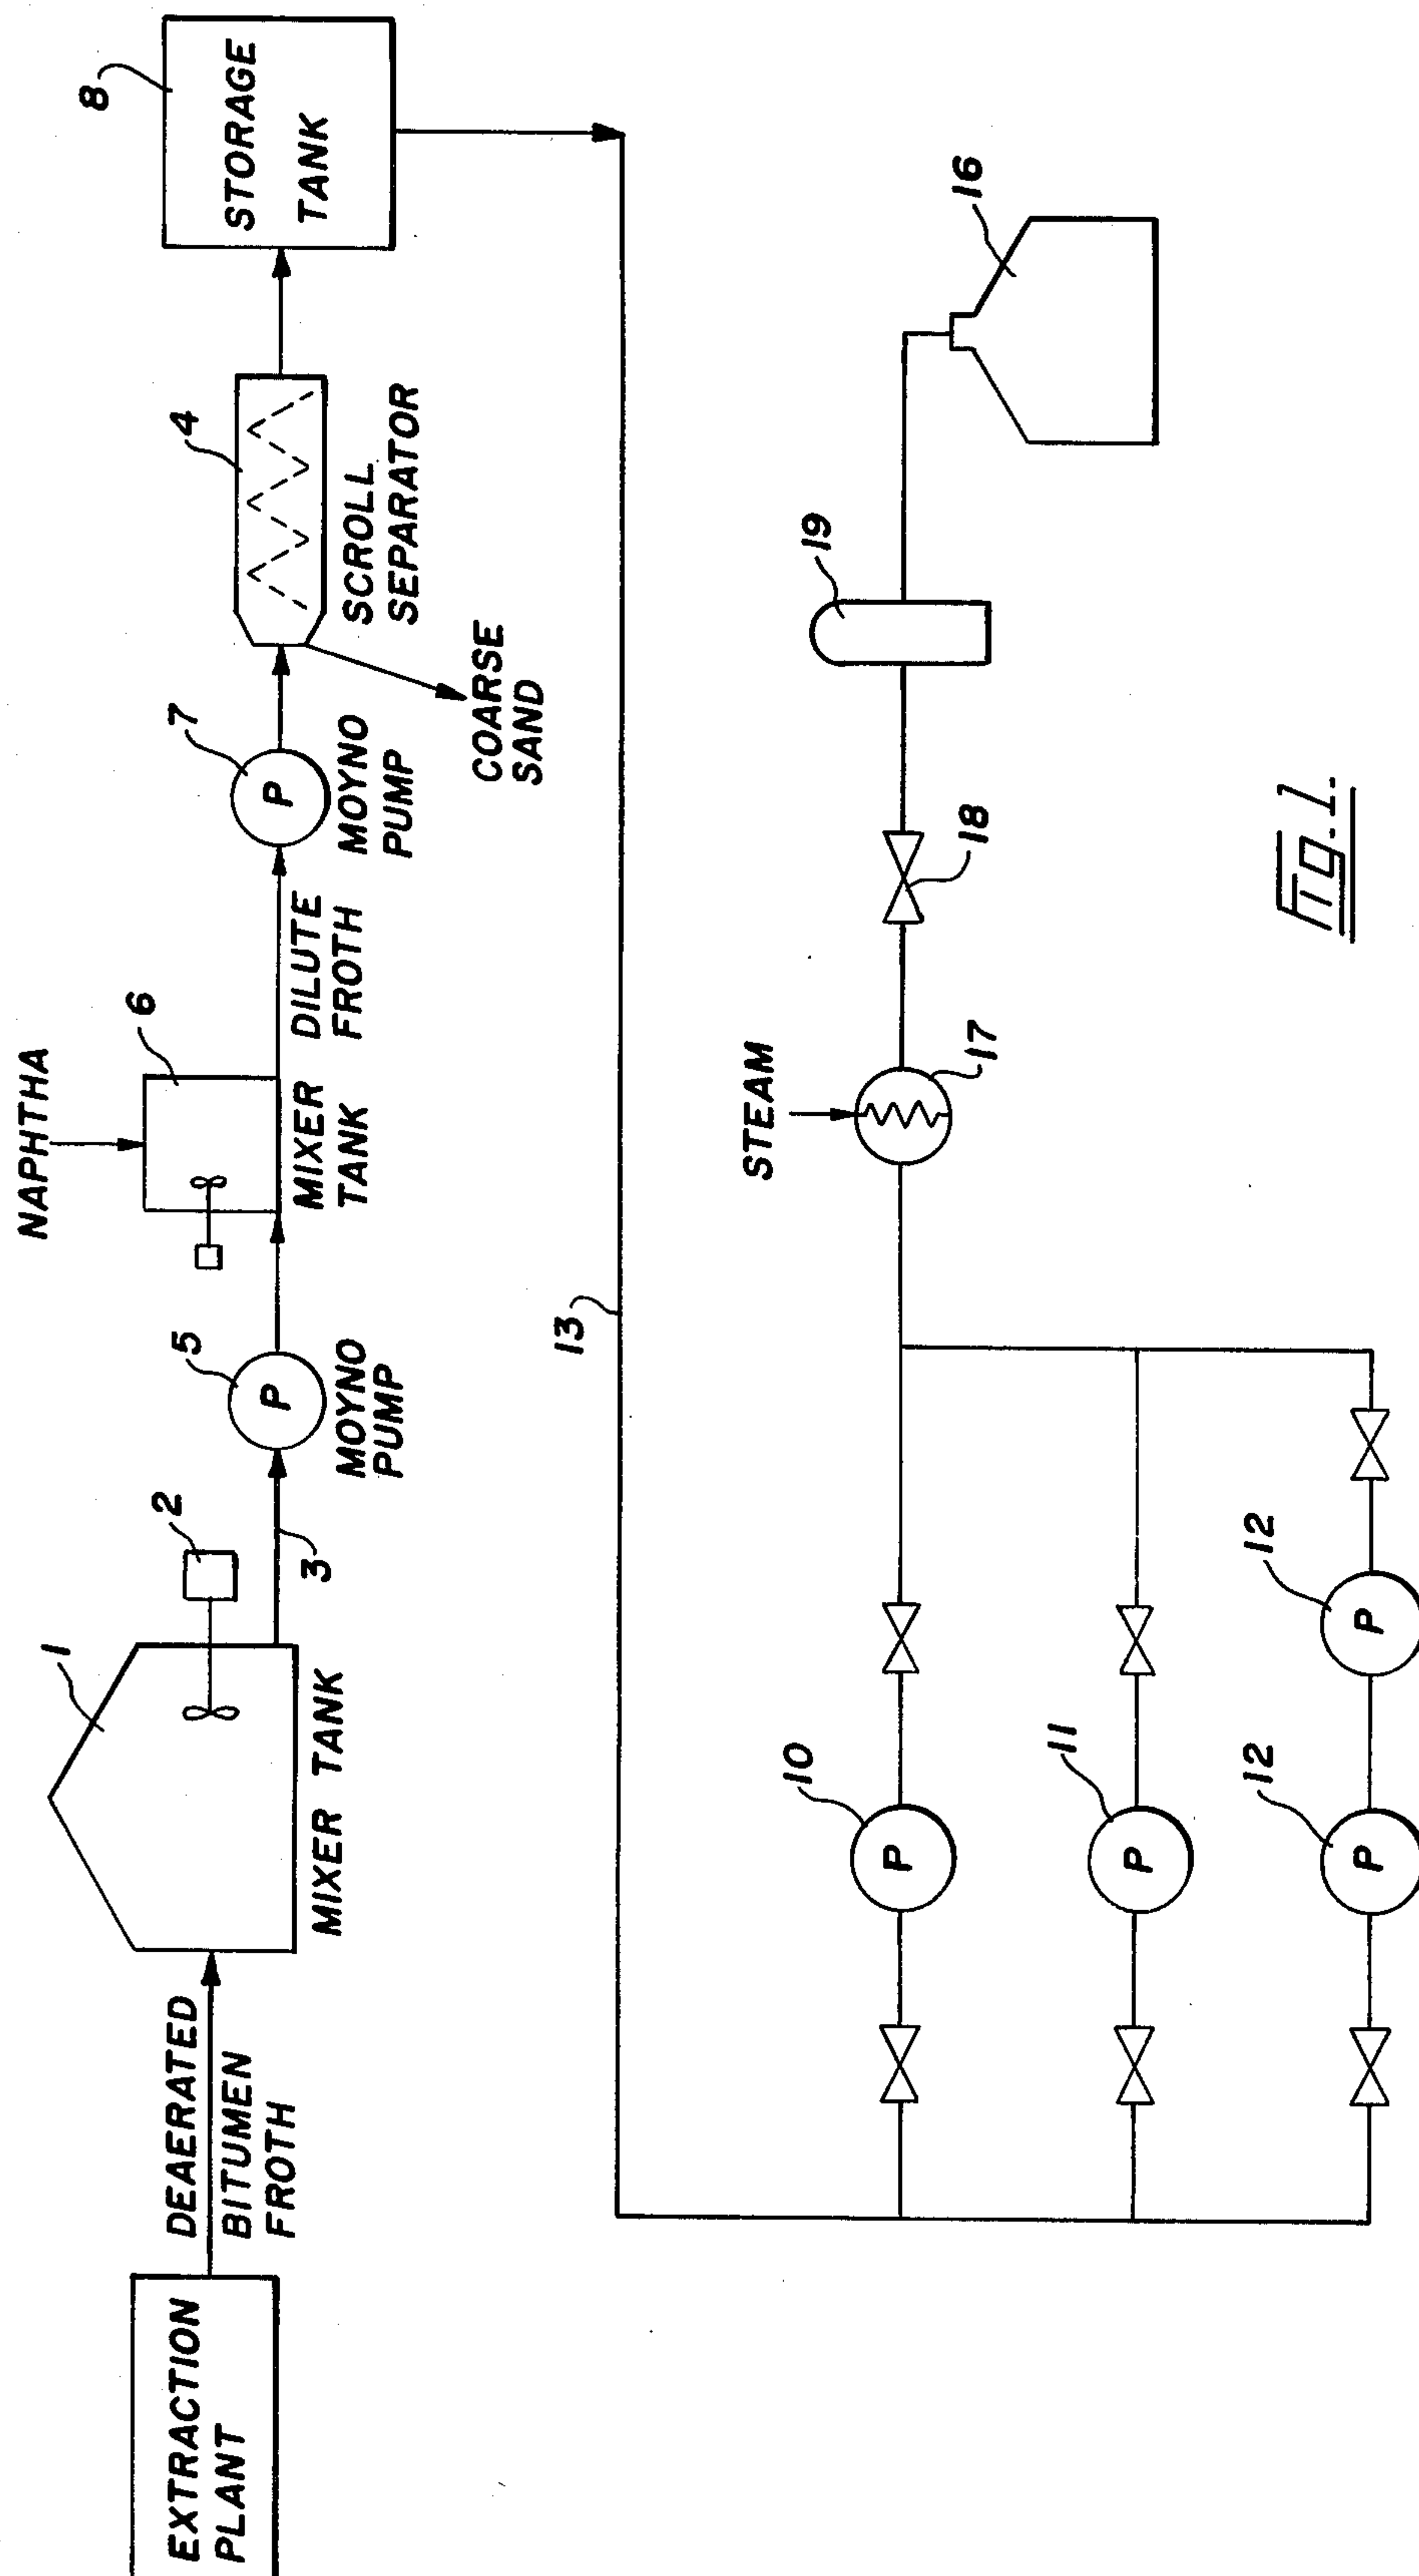 EXTRACTION
PLANT
DEAERATED
BITUMEN
FROTH
1
MIXER TANK
2
3
5
P
MOYNO
PUMP
NAPHTHA
6
MIXER
TANK
DILUTE
FROTH
7
P
MOYNO
PUMP
4
SCROLL
SEPARATOR
COARSE
SAND
8
STORAGE
TANK
13
10
P
11
P
12
P
12
P
STEAM
17
18
19
16
Fig. 1.